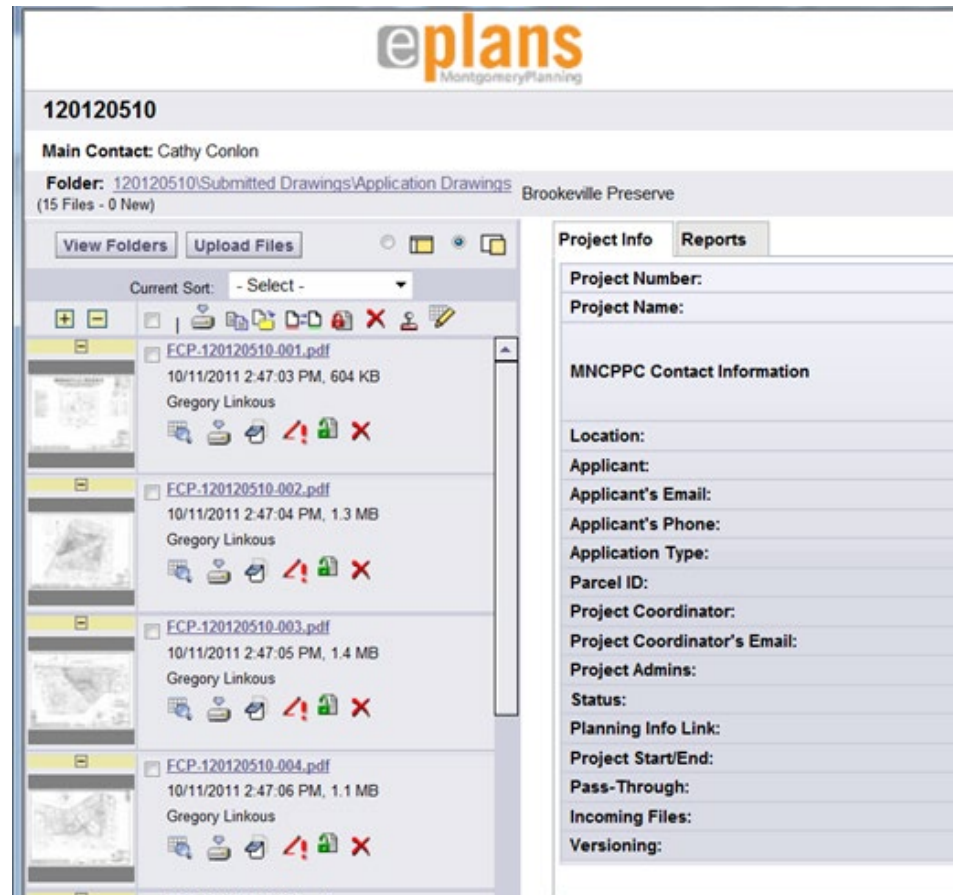 eplans
MontgomeryPlanning
120120510
Main Contact: Cathy Conlon
Folder: 120120510\Submitted Drawings\Application Drawings
(15 Files - 0 New)
Brookeville Preserve
View Folders Upload Files
Current Sort: - Select -
FCP-120120510-001.pdf
10/11/2011 2:47:03 PM, 604 KB
Gregory Linkous
FCP-120120510-002.pdf
10/11/2011 2:47:04 PM, 1.3 MB
Gregory Linkous
FCP-120120510-003.pdf
10/11/2011 2:47:05 PM, 1.4 MB
Gregory Linkous
FCP-120120510-004.pdf
10/11/2011 2:47:06 PM, 1.1 MB
Gregory Linkous
Project Info Reports
Project Number:
Project Name:
MNCPPC Contact Information
Location:
Applicant:
Applicant's Email:
Applicant's Phone:
Application Type:
Parcel ID:
Project Coordinator:
Project Coordinator's Email:
Project Admins:
Status:
Planning Info Link:
Project Start/End:
Pass-Through:
Incoming Files:
Versioning: